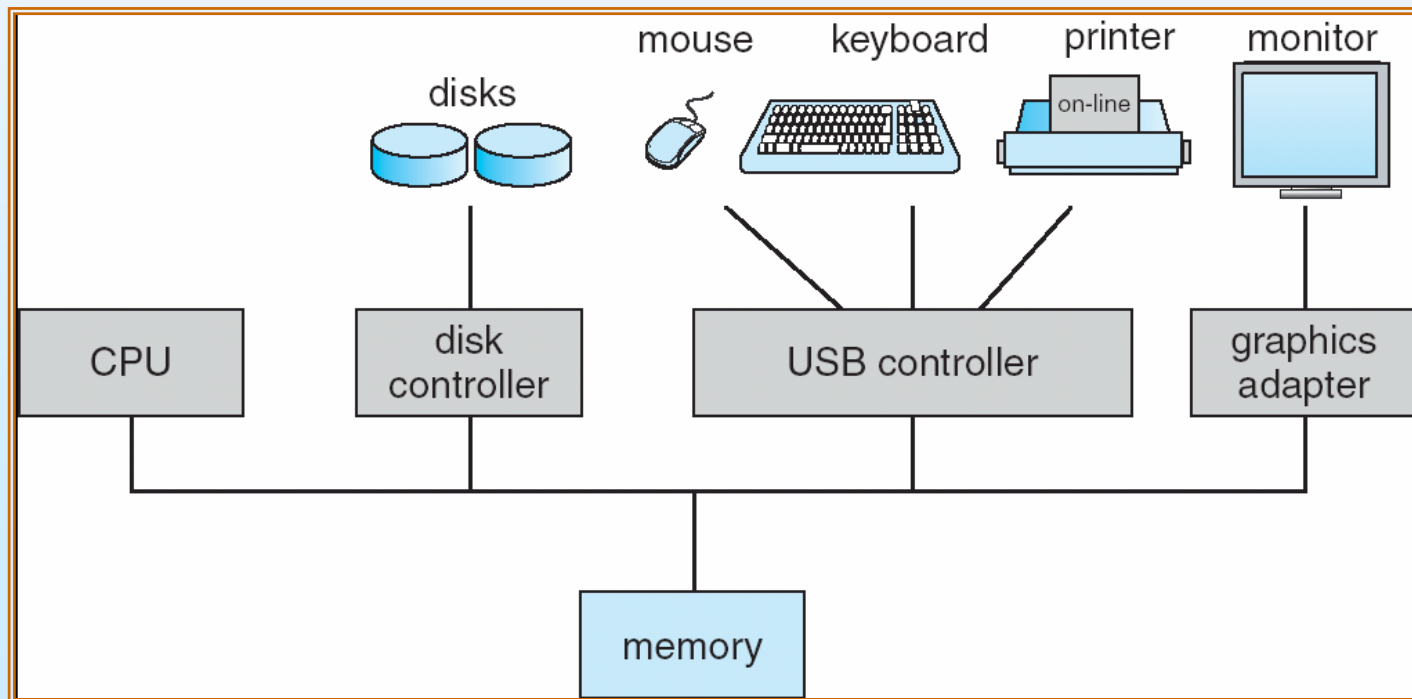 mouse
keyboard
printer
monitor
disks
on-line
CPU
disk
controller
USB controller
graphics
adapter
memory